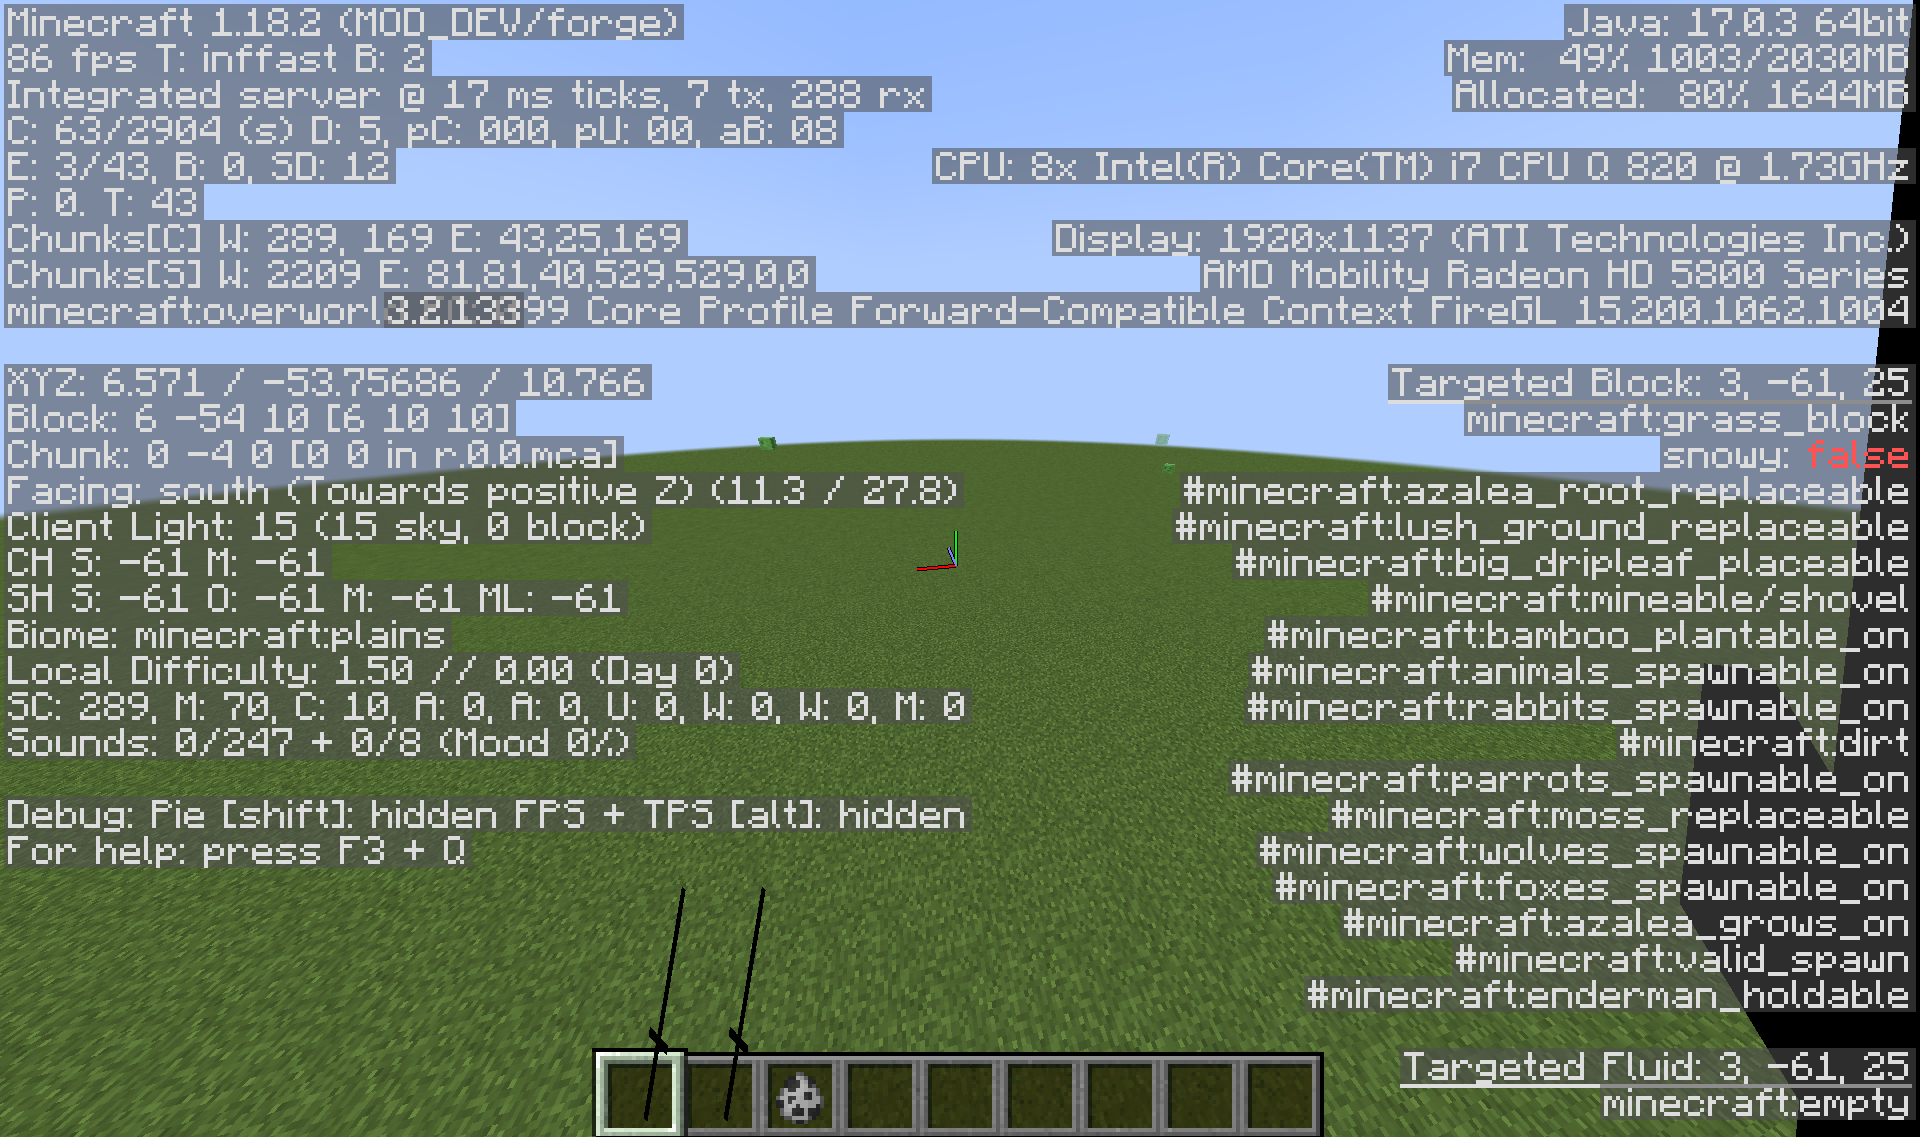 Minecraft 1.18.2 (MOD_DEV/forge)
86 fps T: inffast B: 2
Integrated server @ 17 ms ticks, 7 tx, 288 rx
C: 63/2904 (s) D: 5, pC: 000, pU: 00, aB: 08
E: 3/43, B: 0, SD: 12
P: 0. T: 43
Chunks[C] W: 289, 169 E: 43,25,169
Chunks[S] W: 2209 E: 81,81,40,529,529,0,0
minecraft:overworl
XYZ: 6.571 / -53.75686 / 10.766
Block: 6 -54 10 [6 10 10]
Chunk: 0 -4 0 [0 0 in r.0.0.mca]
Facing: south (Towards positive Z) (11.3 / 27.8)
Client Light: 15 (15 sky, 0 block)
CH S: -61 M: -61
SH S: -61 O: -61 M: -61 ML: -61
Biome: minecraft:plains
Local Difficulty: 1.50 // 0.00 (Day 0)
SC: 289, M: 70, C: 10, A: 0, A: 0, U: 0, W: 0, W: 0, M: 0
Sounds: 0/247 + 0/8 (Mood 0%)
Debug: Pie [shift]: hidden FPS + TPS [alt]: hidden
For help: press F3 + Q
Java: 17.0.3 64bit
Mem: 49% 1003/2030MB
Allocated: 80% 1644MB
CPU: 8x Intel(R) Core(TM) i7 CPU Q 820 @ 1.73GHz
Display: 1920x1137 (ATI Technologies Inc.)
AMD Mobility Radeon HD 5800 Series
Core Profile Forward-Compatible Context FireGL 15.200.1062.1004
Targeted Block: 3, -61, 25
minecraft:grass_block
snowy: false
#minecraft:azalea_root_replaceable
#minecraft:lush_ground_replaceable
#minecraft:big_dripleaf_placeable
#minecraft:mineable/shovel
#minecraft:bamboo_plantable_on
#minecraft:animals_spawnable_on
#minecraft:rabbits_spawnable_on
#minecraft:dirt
#minecraft:parrots_spawnable_on
#minecraft:moss_replaceable
#minecraft:wolves_spawnable_on
#minecraft:foxes_spawnable_on
#minecraft:azalea_grows_on
#minecraft:valid_spawn
#minecraft:enderman_holdable
Targeted Fluid: 3, -61, 25
minecraft:empty